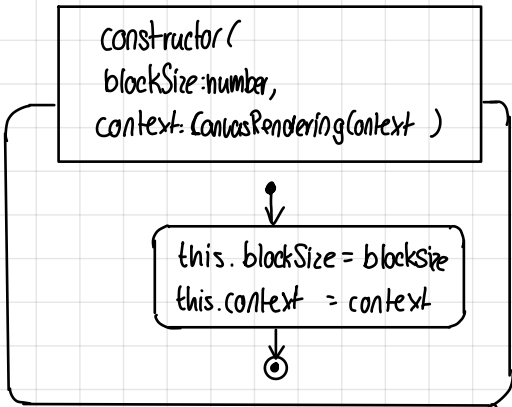 constructor(
blockSize:number,
context: CanvasRenderingContext )
this. blockSize = blocksize
this.context = context